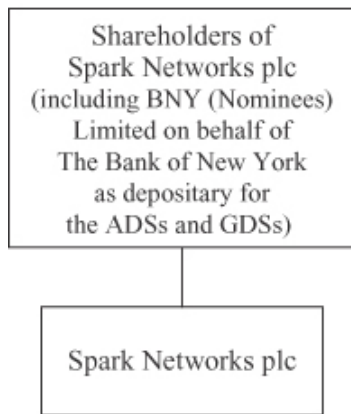 Shareholders of
Spark Networks plc
(including BNY (Nominees)
Limited on behalf of
The Bank of New York
as depositary for
the ADSs and GDSs)
Spark Networks plc